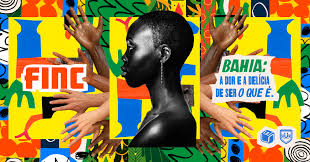 FINC
BAHIA:
A DOR E A DELÍCIA
DE SER O QUE É.